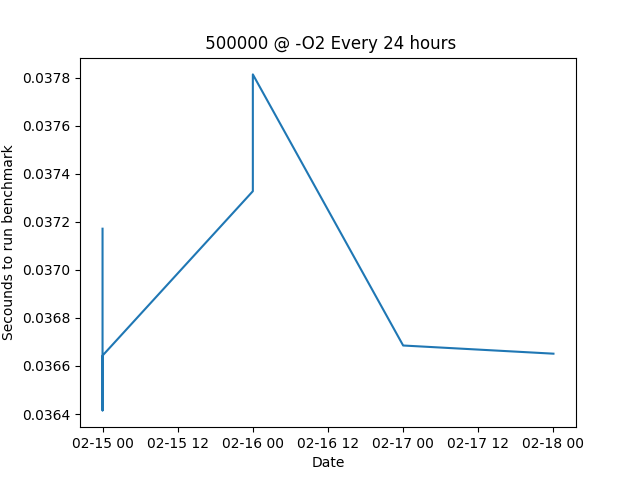 500000 @ -O2 Every 24 hours
0.0378
0.0376
0.0374
0.0372
0.0370
0.0368
0.0366
0.0364
Secounds to run benchmark
02-15 00 02-15 12 02-16 00 02-16 12 02-17 00 02-17 12 02-18 00
Date